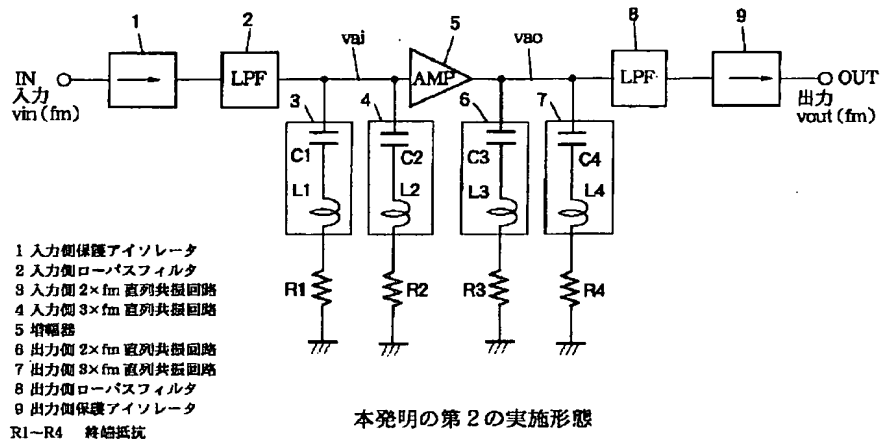 1
2
5
8
9
vai
vao
IN
入力
vin(fm)
LPF
AMP
LPF
OUT
出力
vout(fm)
3
4
6
7
C1
C2
C3
C4
L1
L2
L3
L4
R1
R2
R3
R4
1 入力側保護アイソレータ
2 入力側ローパスフィルタ
3 入力側 2×fm 直列共振回路
4 入力側 3×fm 直列共振回路
5 増幅器
6 出力側 2×fm 直列共振回路
7 出力側 3×fm 直列共振回路
8 出力側ローパスフィルタ
9 出力側保護アイソレータ
R1~R4 終端抵抗
本発明の第2の実施形態